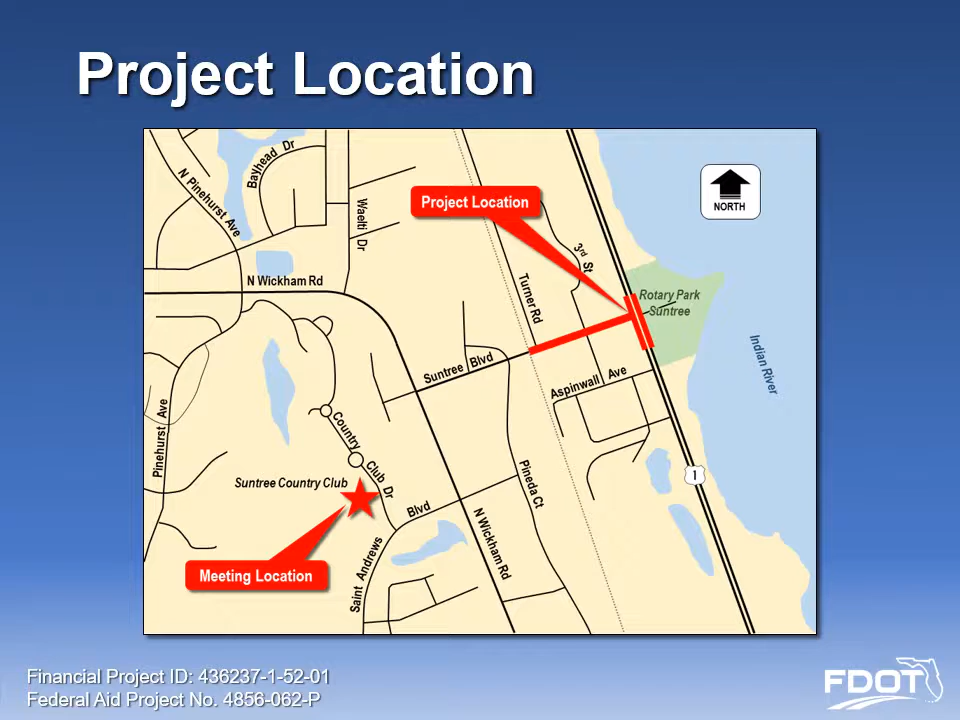 Project Location
Bayhead Dr
N Pinehurst Ave
Waelti Dr
NORTH
Project Location
3rd St
N Wickham Rd
Turner Rd
Rotary Park
Suntree
Indian River
Suntree Blvd
Aspinwall Ave
Pinehurst Ave
Country Club Dr
Suntree Country Club
Pineda Ct
1
Saint Andrews Blvd
N Wickham Rd
Meeting Location
Financial Project ID: 436237-1-52-01
Federal Aid Project No. 4856-062-P
FDOT